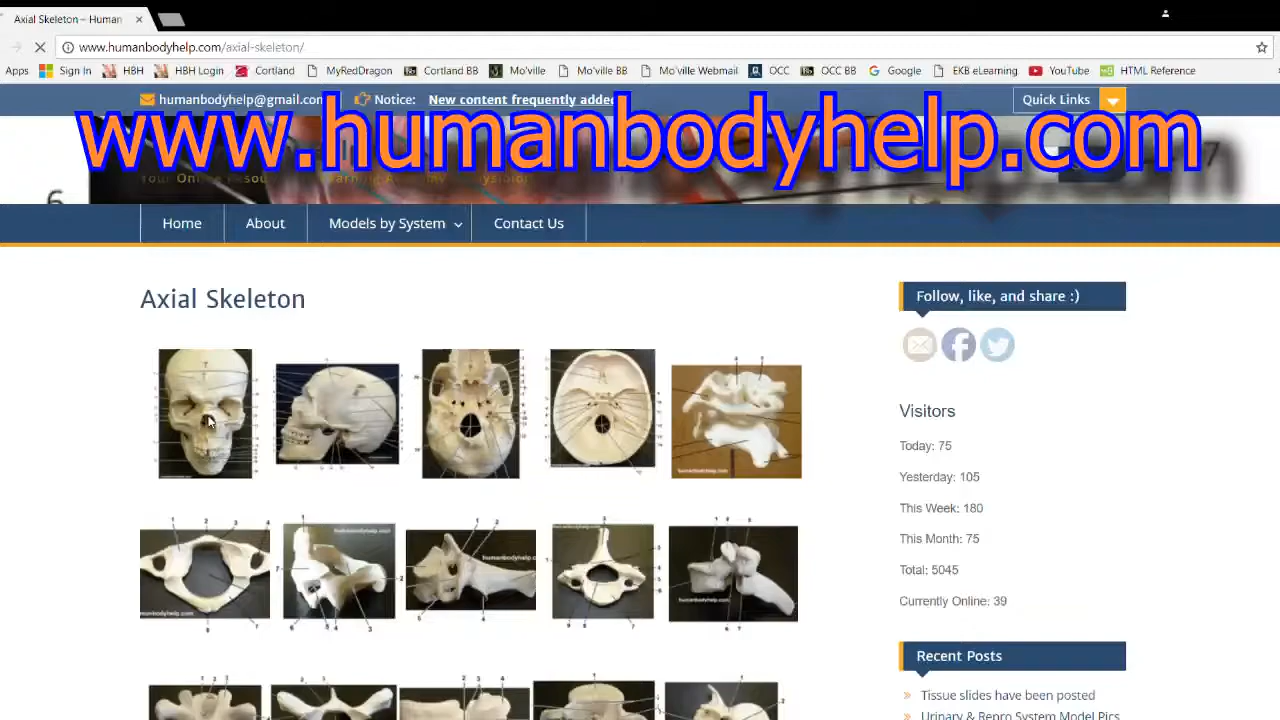 Axial Skeleton – Human
www.humanbodyhelp.com/axial-skeleton/
Apps Sign In HBH HBH Login Cortland MyRedDragon Cortland BB Mo'ville Mo'ville BB Mo'ville Webmail OCC OCC BB Google EKB eLearning YouTube HTML Reference
humanbodyhelp@gmail.com Notice: New content frequently added Quick Links
www.humanbodyhelp.com
Home About Models by System Contact Us
Axial Skeleton
Follow, like, and share :)
Visitors
Today: 75
Yesterday: 105
This Week: 180
This Month: 75
Total: 5045
Currently Online: 39
Recent Posts
Tissue slides have been posted
Urinary & Repro System Model Pics